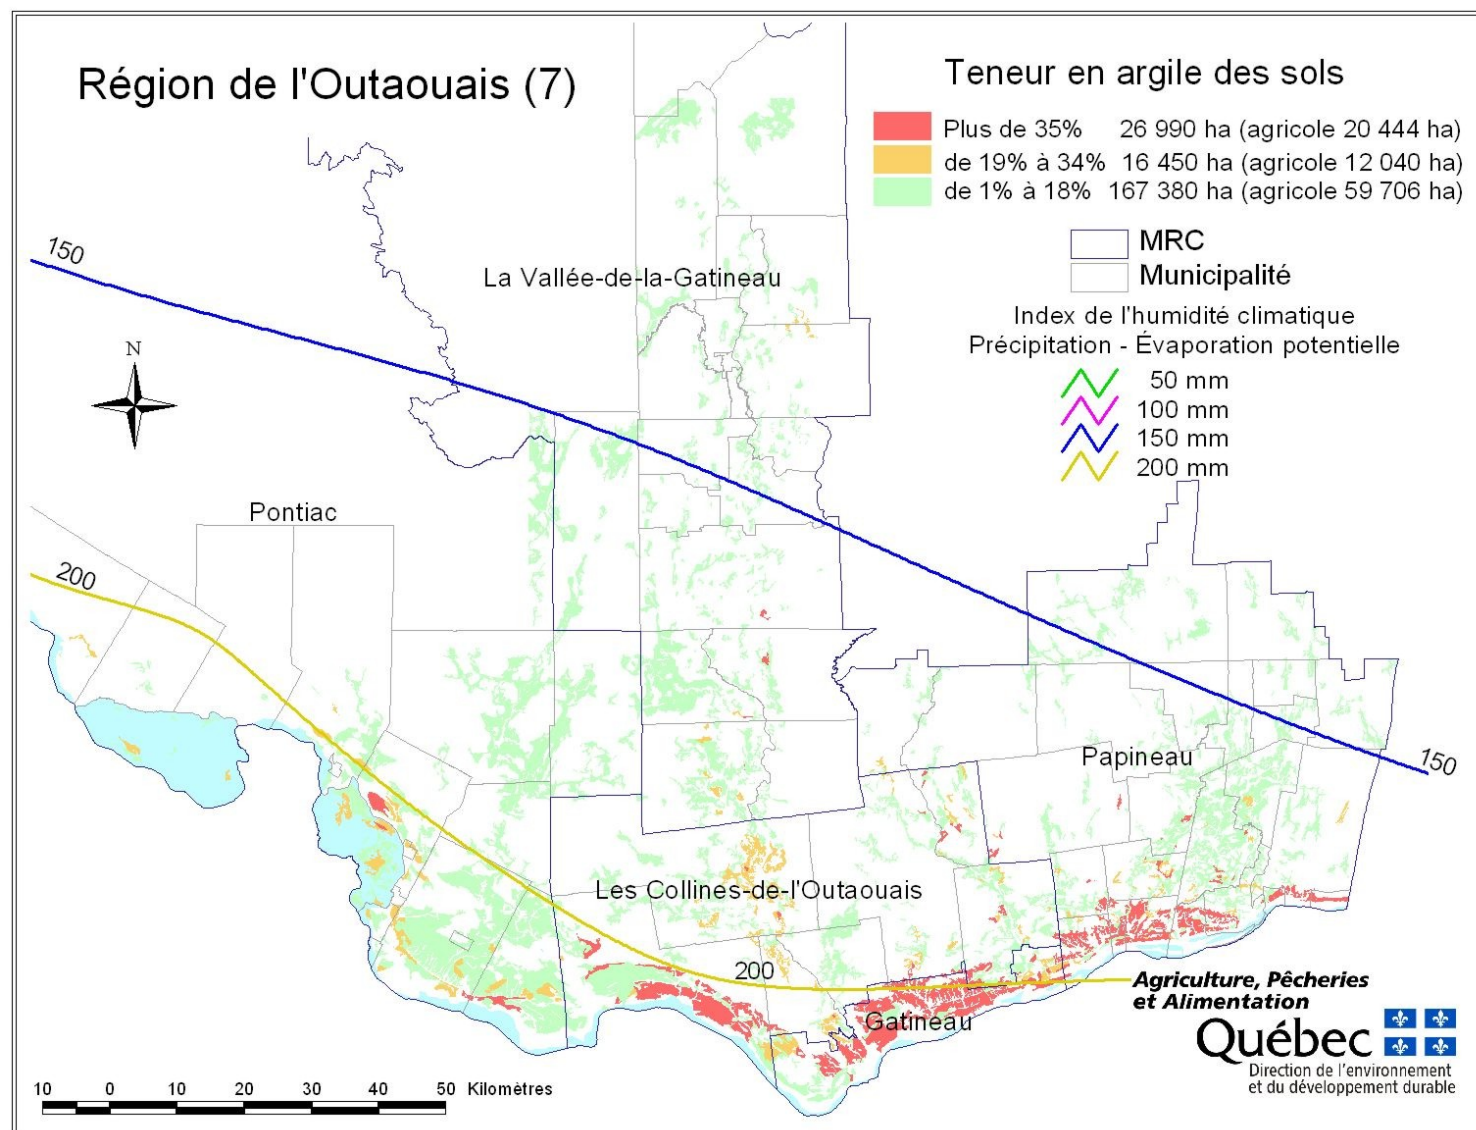 Région de l'Outaouais (7)
Teneur en argile des sols
Plus de 35% 26 990 ha (agricole 20 444 ha)
de 19% à 34% 16 450 ha (agricole 12 040 ha)
de 1% à 18% 167 380 ha (agricole 59 706 ha)
MRC
Municipalité
Index de l'humidité climatique
Précipitation - Évaporation potentielle
50 mm
100 mm
150 mm
200 mm
150
La Vallée-de-la-Gatineau
N
Pontiac
200
Papineau
150
Les Collines-de-l'Outaouais
200
Gatineau
Agriculture, Pêcheries
et Alimentation
Québec
Direction de l'environnement
et du développement durable
10 0 10 20 30 40 50 Kilomètres